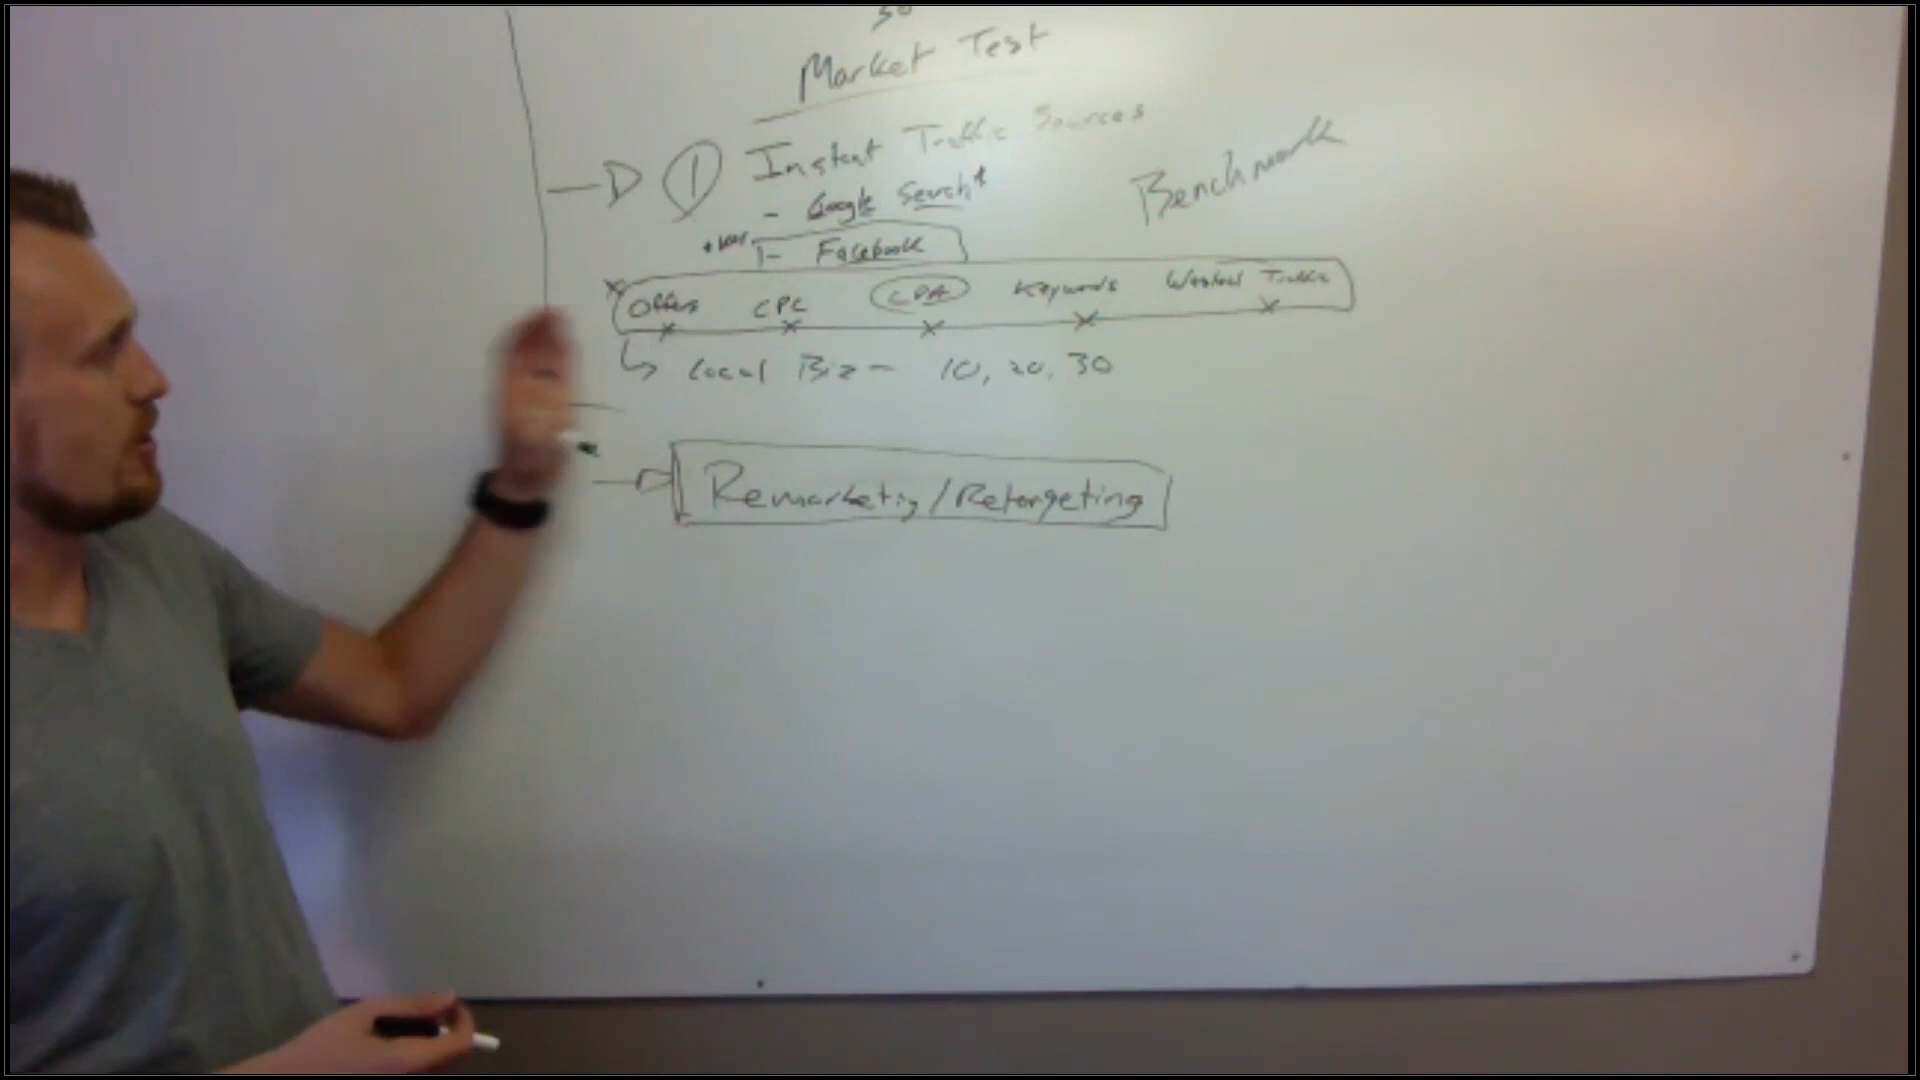 30
Market Test
① Instant Traffic Sources
- Google Search*
- Facebook
Benchmark
Offers CPC CPA Keywords Wasted Traffic
Local Biz - 10, 20, 30
Remarketing/Retargeting